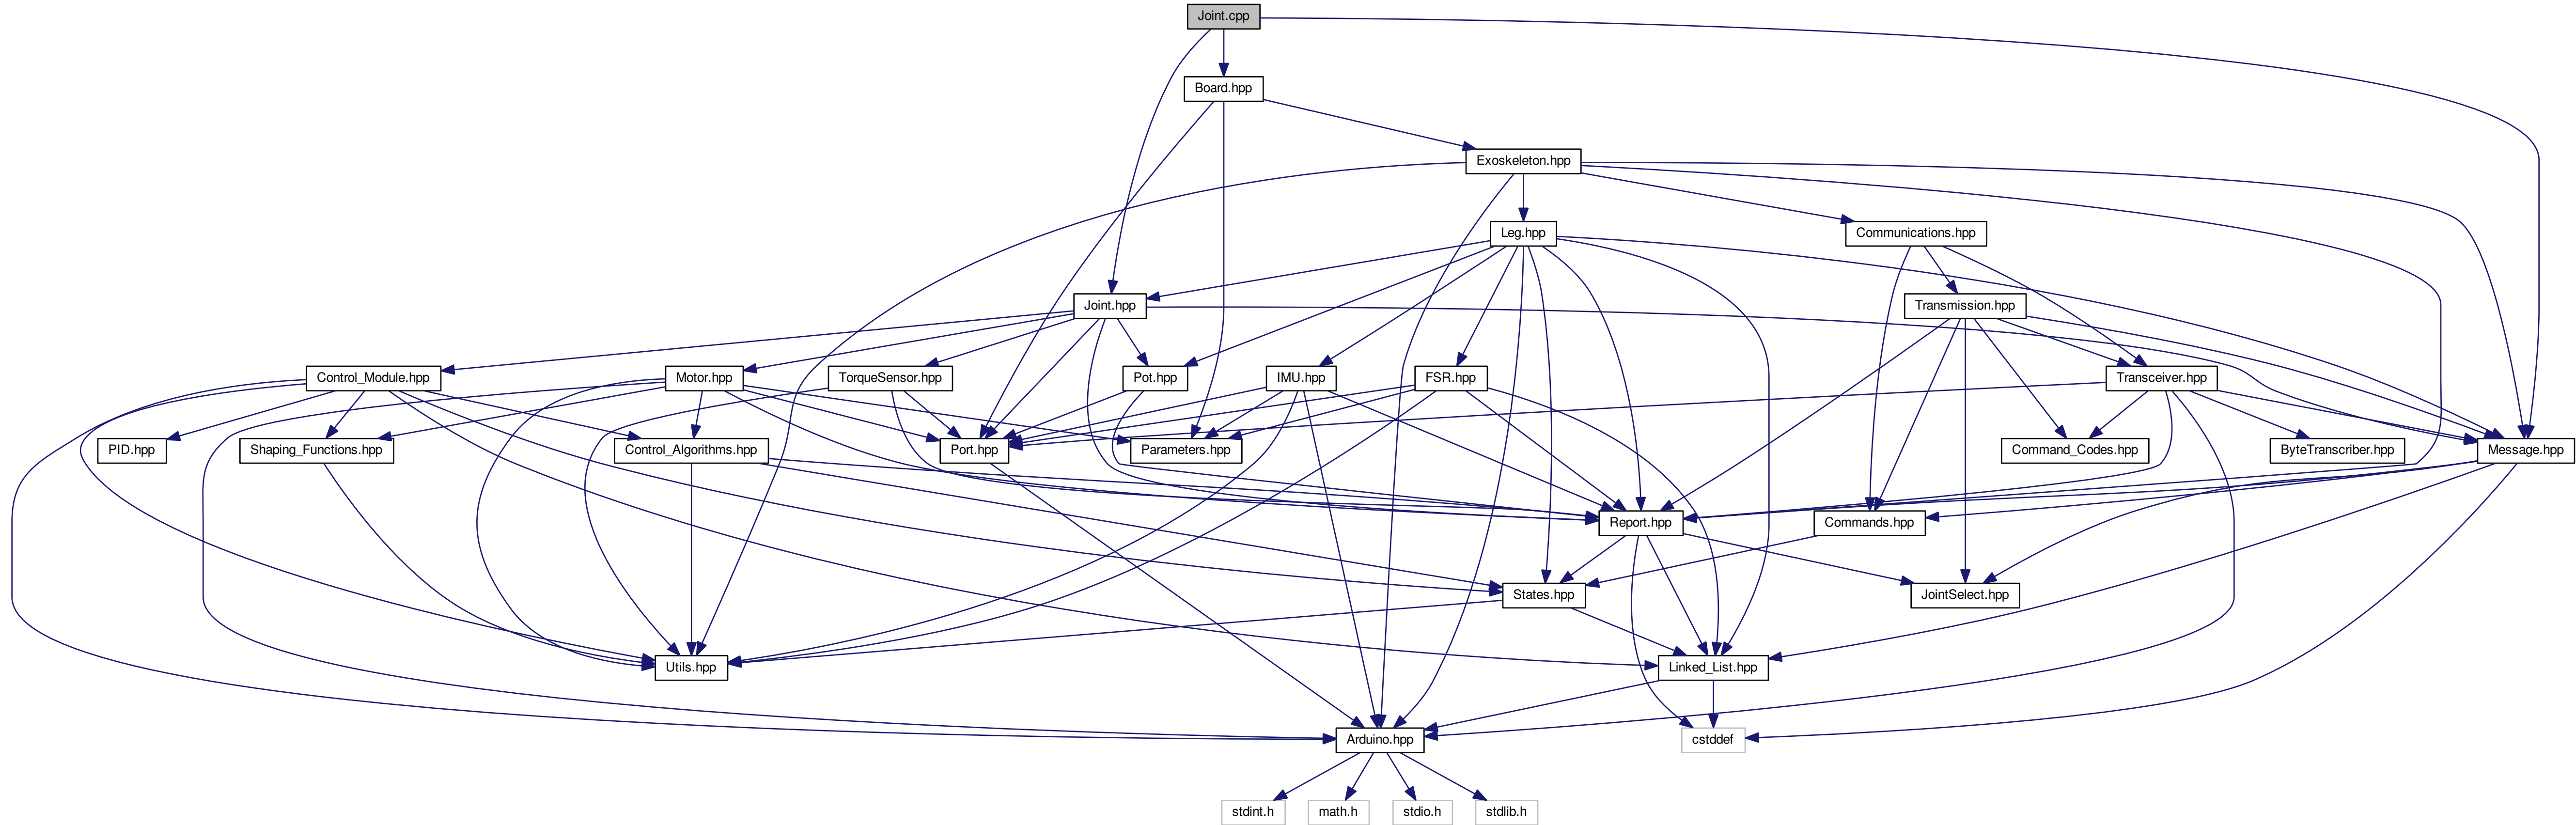 Joint.cpp
Board.hpp
Exoskeleton.hpp
Leg.hpp
Communications.hpp
Joint.hpp
Transmission.hpp
Control_Module.hpp
Motor.hpp
TorqueSensor.hpp
Pot.hpp
IMU.hpp
FSR.hpp
Transceiver.hpp
PID.hpp
Shaping_Functions.hpp
Control_Algorithms.hpp
Port.hpp
Parameters.hpp
Command_Codes.hpp
ByteTranscriber.hpp
Message.hpp
Report.hpp
Commands.hpp
States.hpp
JointSelect.hpp
Utils.hpp
Linked_List.hpp
Arduino.hpp
cstddef
stdint.h
math.h
stdio.h
stdlib.h